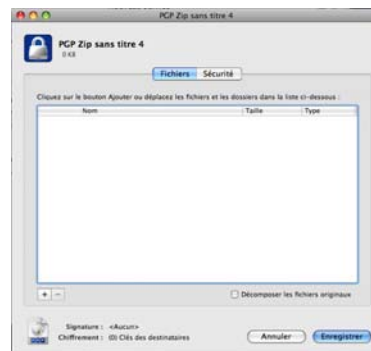 PGP Zip sans titre 4
PGP Zip sans titre 4
0 KB
Fichiers Sécurité
Cliquez sur le bouton Ajouter ou déplacez les fichiers et les dossiers dans la liste ci-dessous :
Nom Taille Type
+ −
Décomposer les fichiers originaux
Signature : <Aucun>
Chiffrement : (0) Clés des destinataires
Annuler Enregistrer